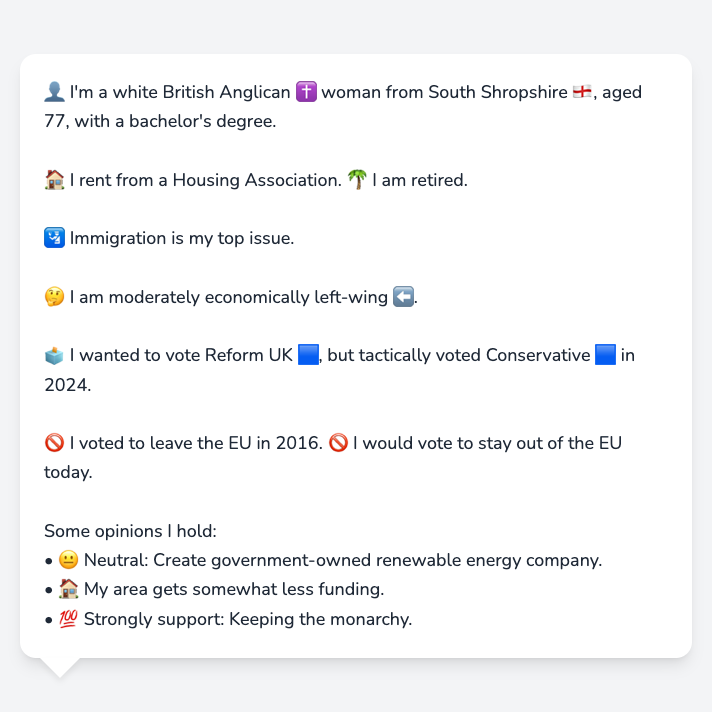 👤 I'm a white British Anglican ✝️ woman from South Shropshire 🏴󠁧󠁢󠁥󠁮󠁧󠁿, aged
77, with a bachelor's degree.
🏠 I rent from a Housing Association. 🌴 I am retired.
🛂 Immigration is my top issue.
🤔 I am moderately economically left-wing ⬅️.
🗳️ I wanted to vote Reform UK 🟦, but tactically voted Conservative 🟦 in
2024.
🚫 I voted to leave the EU in 2016. 🚫 I would vote to stay out of the EU
today.
Some opinions I hold:
• 😐 Neutral: Create government-owned renewable energy company.
• 🏠 My area gets somewhat less funding.
• 💯 Strongly support: Keeping the monarchy.